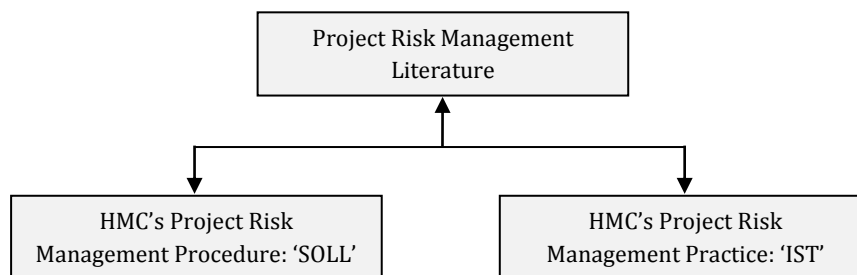 Project Risk Management
Literature
HMC’s Project Risk
Management Procedure: ‘SOLL’
HMC’s Project Risk
Management Practice: ‘IST’